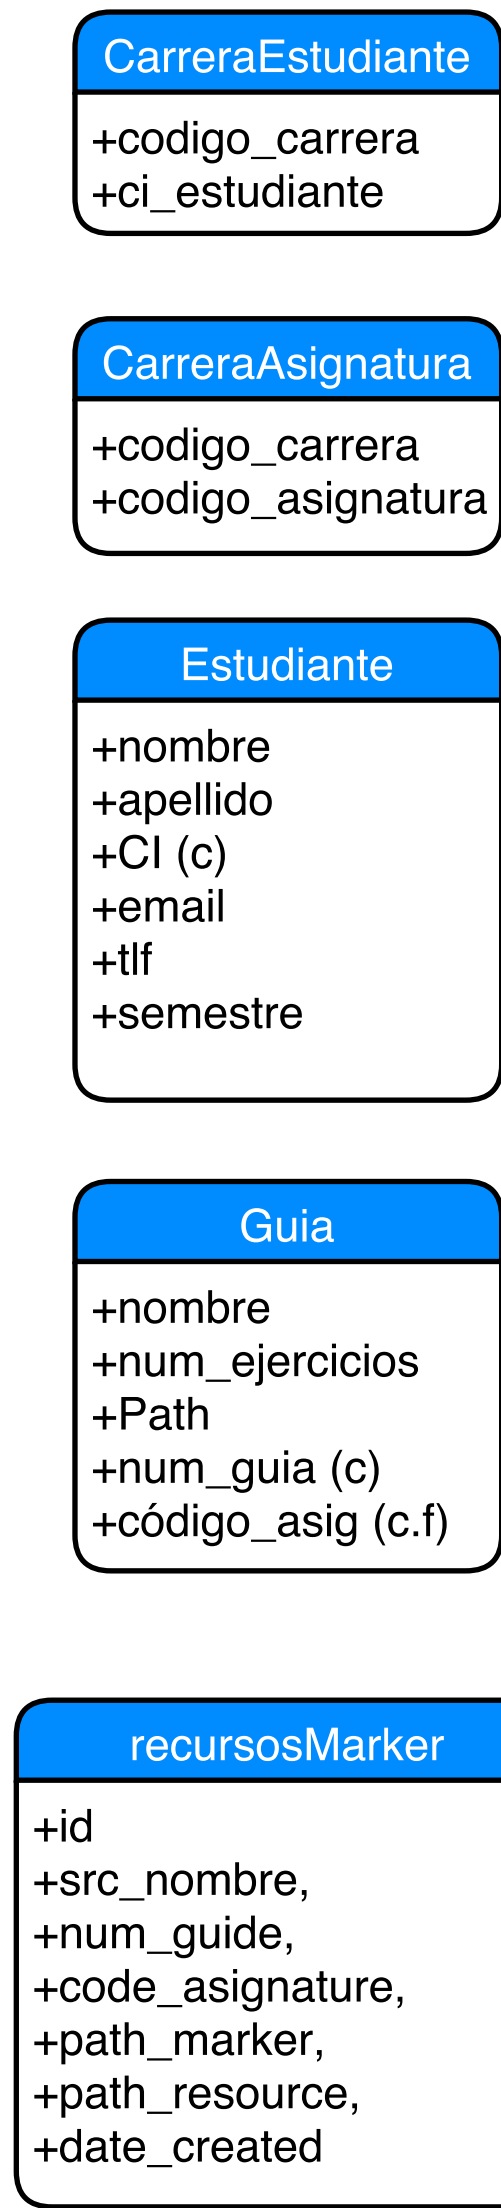 CarreraEstudiante
+codigo_carrera
+ci_estudiante
CarreraAsignatura
+codigo_carrera
+codigo_asignatura
Estudiante
+nombre
+apellido
+CI (c)
+email
+tlf
+semestre
Guia
+nombre
+num_ejercicios
+Path
+num_guia (c)
+código_asig (c.f)
recursosMarker
+id
+src_nombre,
+num_guide,
+code_asignature,
+path_marker,
+path_resource,
+date_created